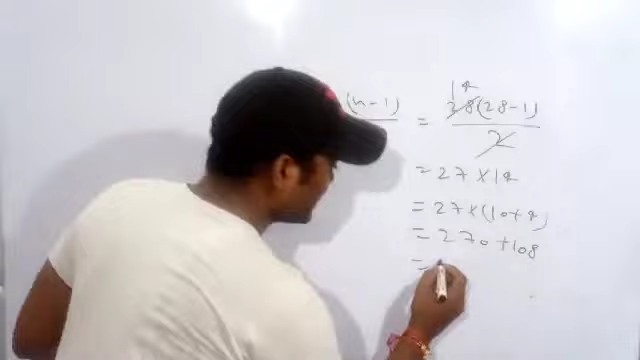 (n-1) = 14 28(28-1) / 2
= 27 x 14
= 27 x (10+4)
= 270 + 108
=